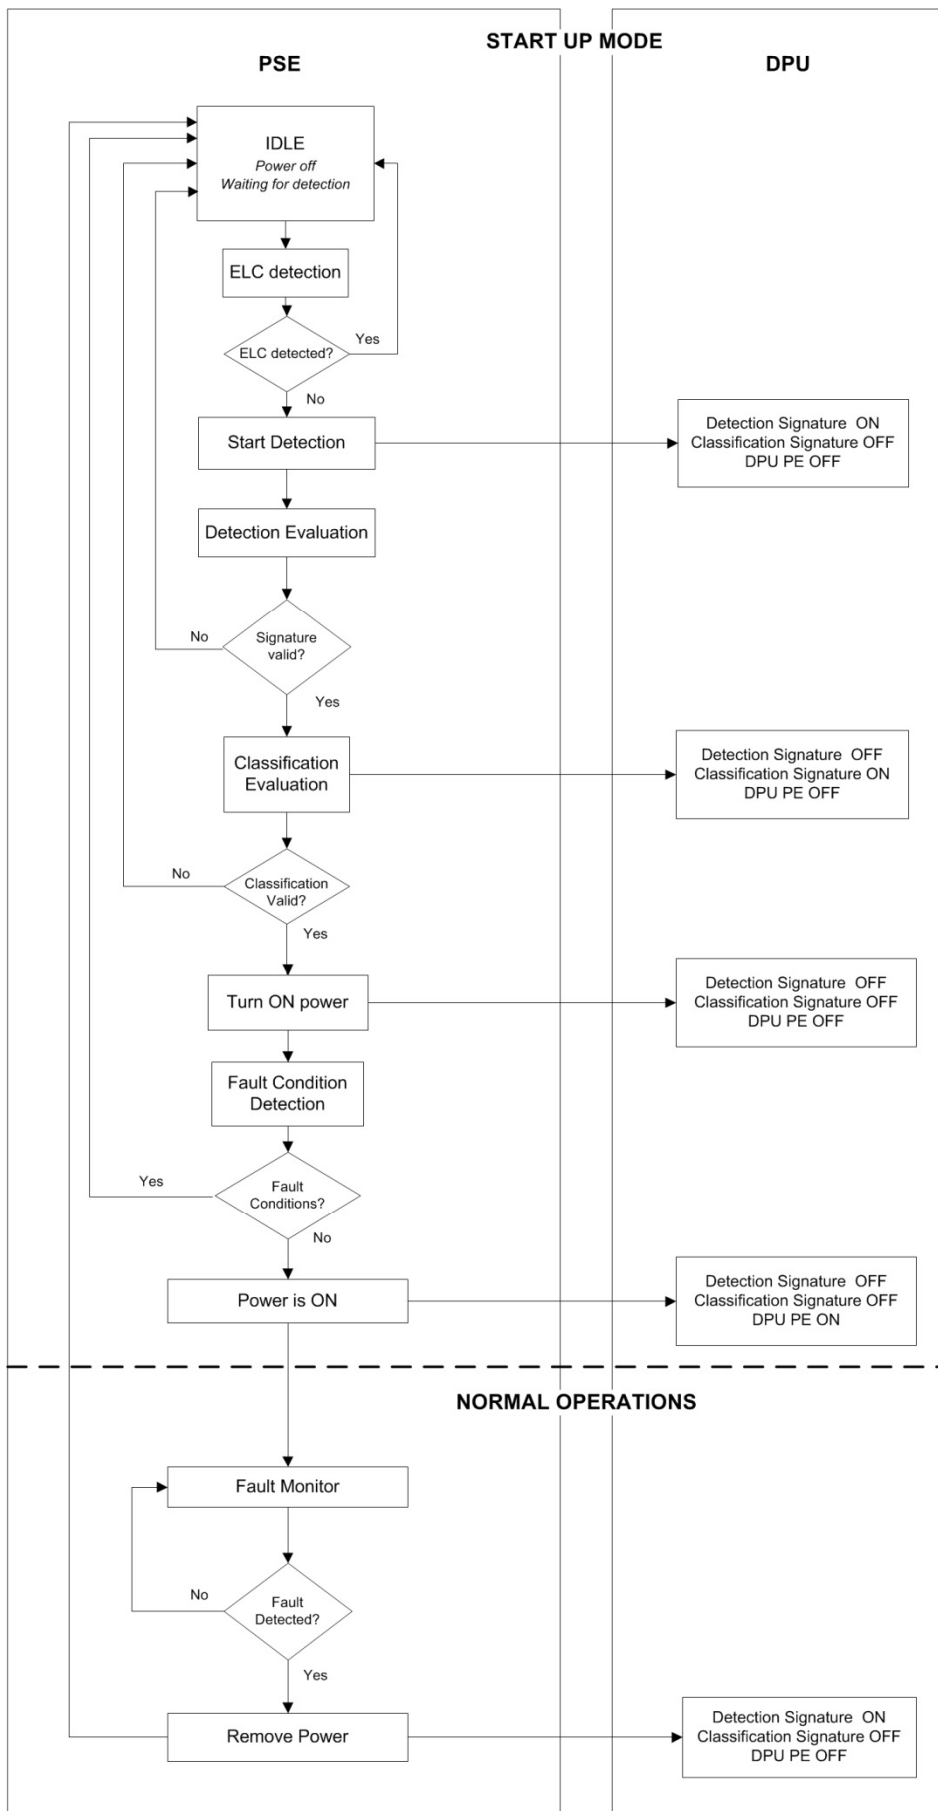 START UP MODE
PSE
DPU
IDLE
Power off
Waiting for detection
ELC detection
ELC detected?
Yes
No
Start Detection
Detection Signature ON
Classification Signature OFF
DPU PE OFF
Detection Evaluation
Signature
valid?
No
Yes
Classification
Evaluation
Detection Signature OFF
Classification Signature ON
DPU PE OFF
Classification
Valid?
No
Yes
Turn ON power
Detection Signature OFF
Classification Signature OFF
DPU PE OFF
Fault Condition
Detection
Fault
Conditions?
Yes
No
Power is ON
Detection Signature OFF
Classification Signature OFF
DPU PE ON
NORMAL OPERATIONS
Fault Monitor
Fault
Detected?
No
Yes
Remove Power
Detection Signature ON
Classification Signature OFF
DPU PE OFF